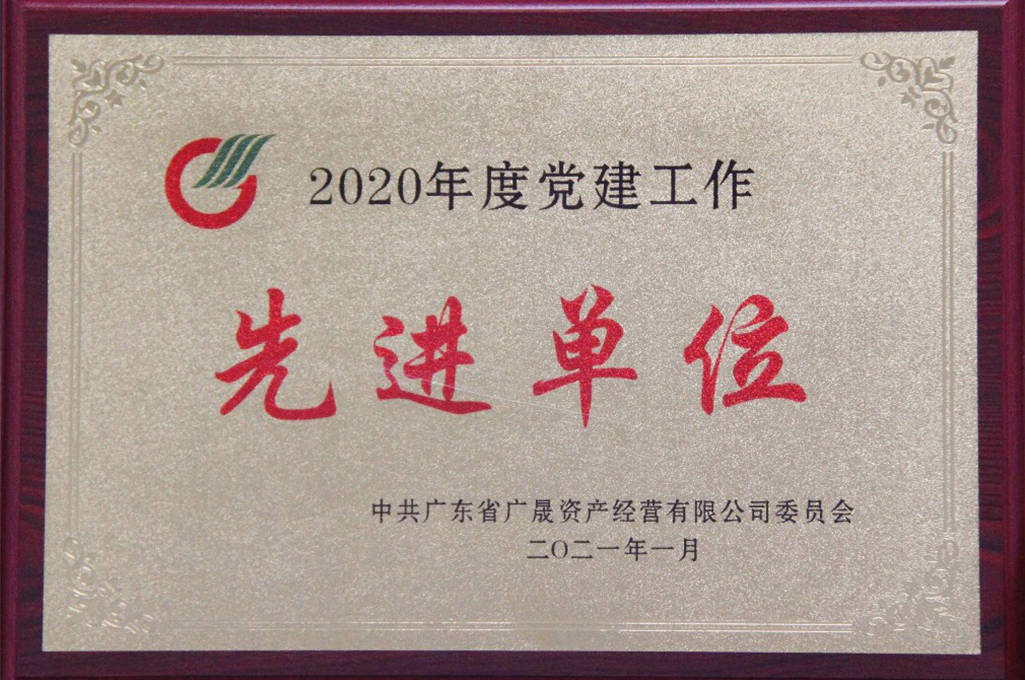 2020年度党建工作
先进单位
中共广东省广晟资产经营有限公司委员会
二〇二一年一月